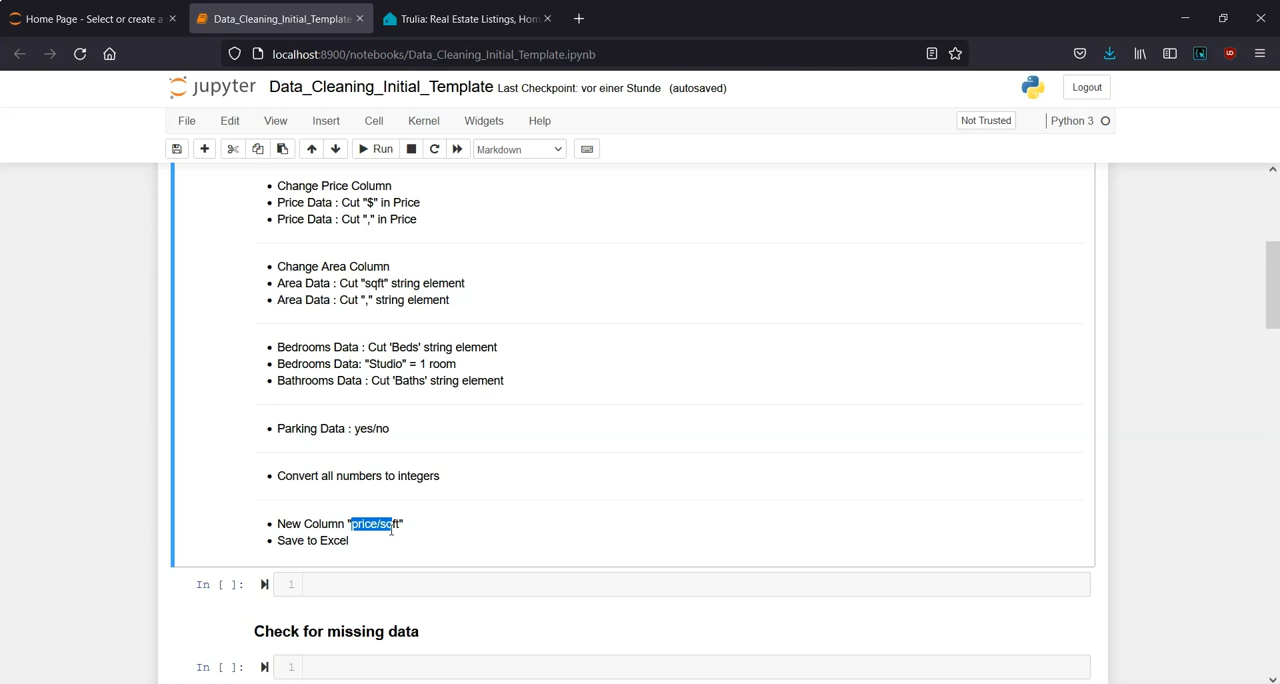 Home Page - Select or create a
Data_Cleaning_Initial_Template
Trulia: Real Estate Listings, Hom
localhost:8900/notebooks/Data_Cleaning_Initial_Template.ipynb
jupyter Data_Cleaning_Initial_Template Last Checkpoint: vor einer Stunde (autosaved)
Logout
File Edit View Insert Cell Kernel Widgets Help
Not Trusted
Python 3
Run
Markdown
• Change Price Column
• Price Data : Cut "$" in Price
• Price Data : Cut "," in Price
• Change Area Column
• Area Data : Cut "sqft" string element
• Area Data : Cut "," string element
• Bedrooms Data : Cut 'Beds' string element
• Bedrooms Data: "Studio" = 1 room
• Bathrooms Data : Cut 'Baths' string element
• Parking Data : yes/no
• Convert all numbers to integers
• New Column "price/sqft"
• Save to Excel
In [ ]: 1
Check for missing data
In [ ]: 1